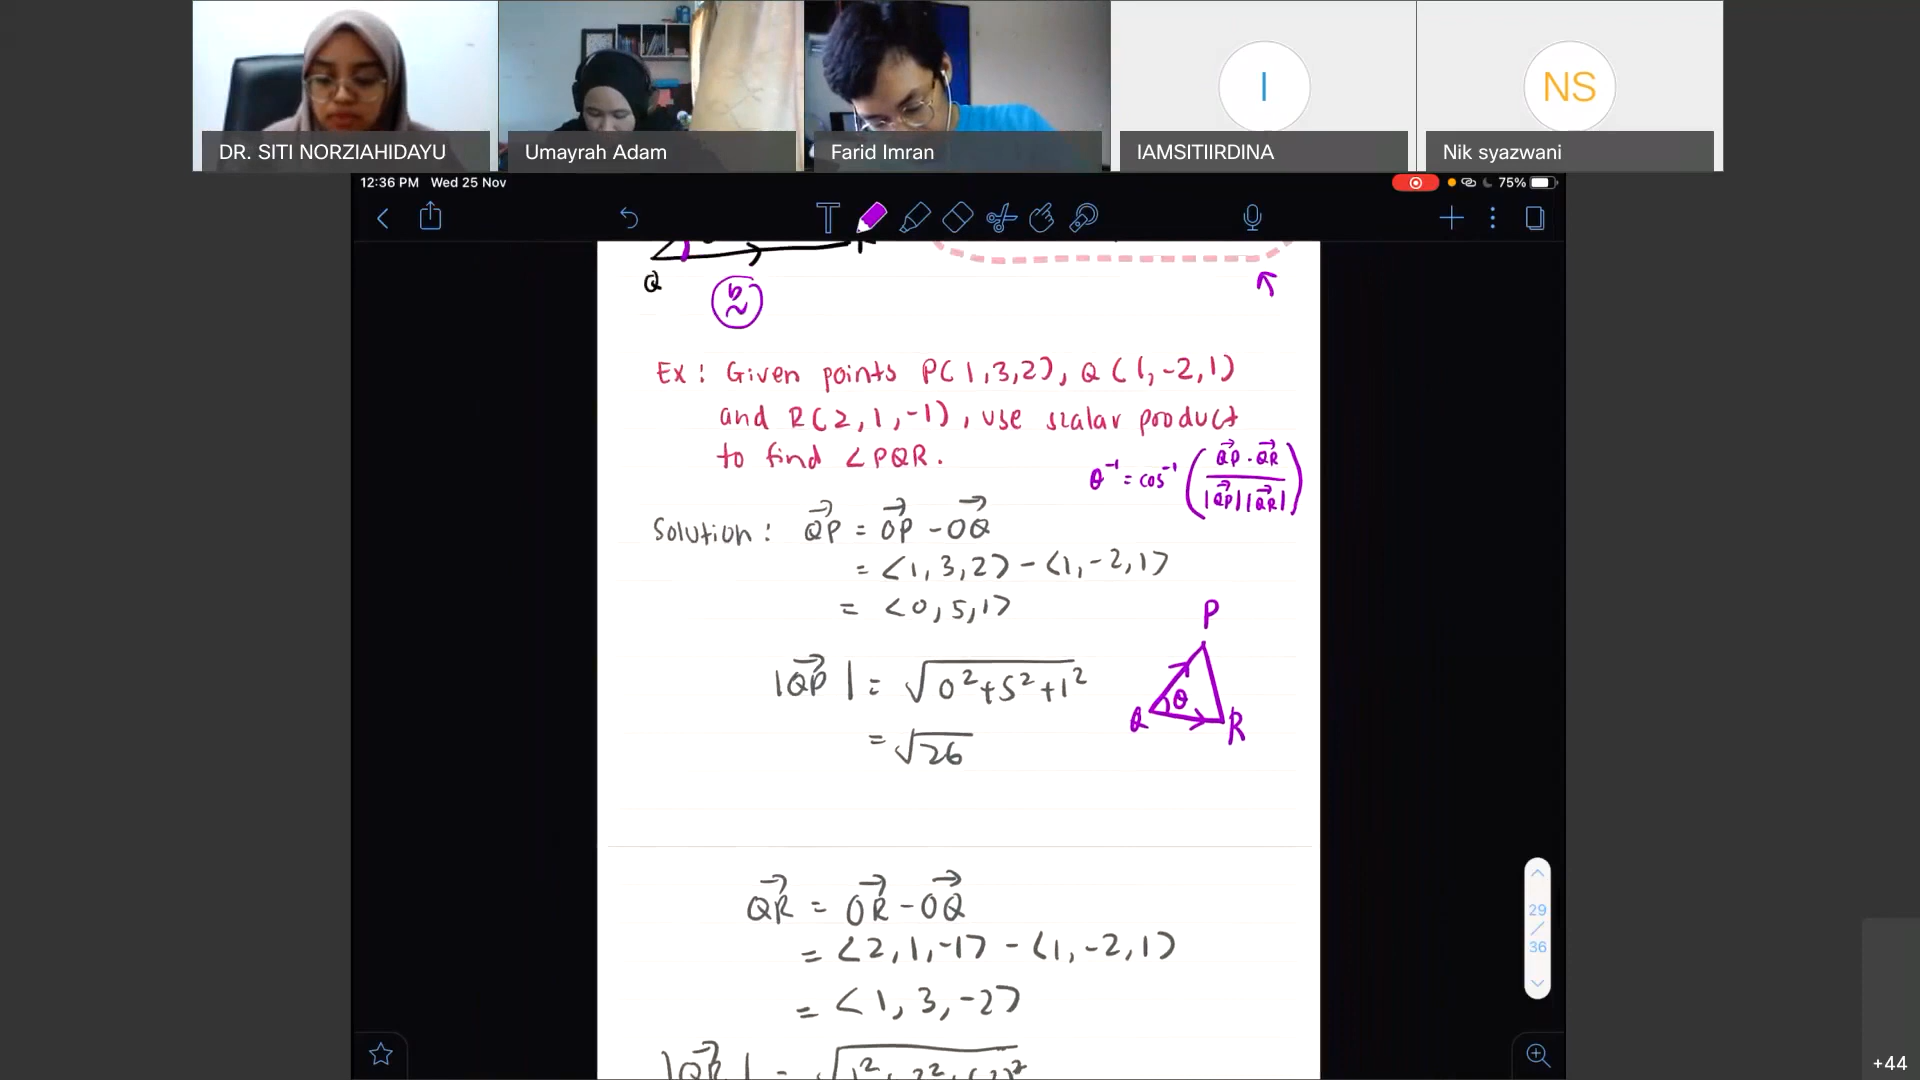 DR. SITI NORZIAHIDAYU
Umayrah Adam
Farid Imran
I
IAMSITIIRDINA
NS
Nik syazwani
12:36 PM Wed 25 Nov
75%
Q
b
Ex: Given points P(1,3,2), Q(1,-2,1)
and R(2,1,-1), use scalar product
to find ∠PQR.
θ⁻¹ = cos⁻¹ (QP⃗ · QR⃗ / |QP⃗| |QR⃗|)
Solution: QP⃗ = OP⃗ - OQ⃗
= <1,3,2> - <1,-2,1>
= <0,5,1>
P
|QP⃗| = √(0²+5²+1²)
θ
Q R
= √26
QR⃗ = OR⃗ - OQ⃗
= <2,1,-1> - <1,-2,1>
= <1,3,-2>
|QR⃗| =
29
/
36
+44